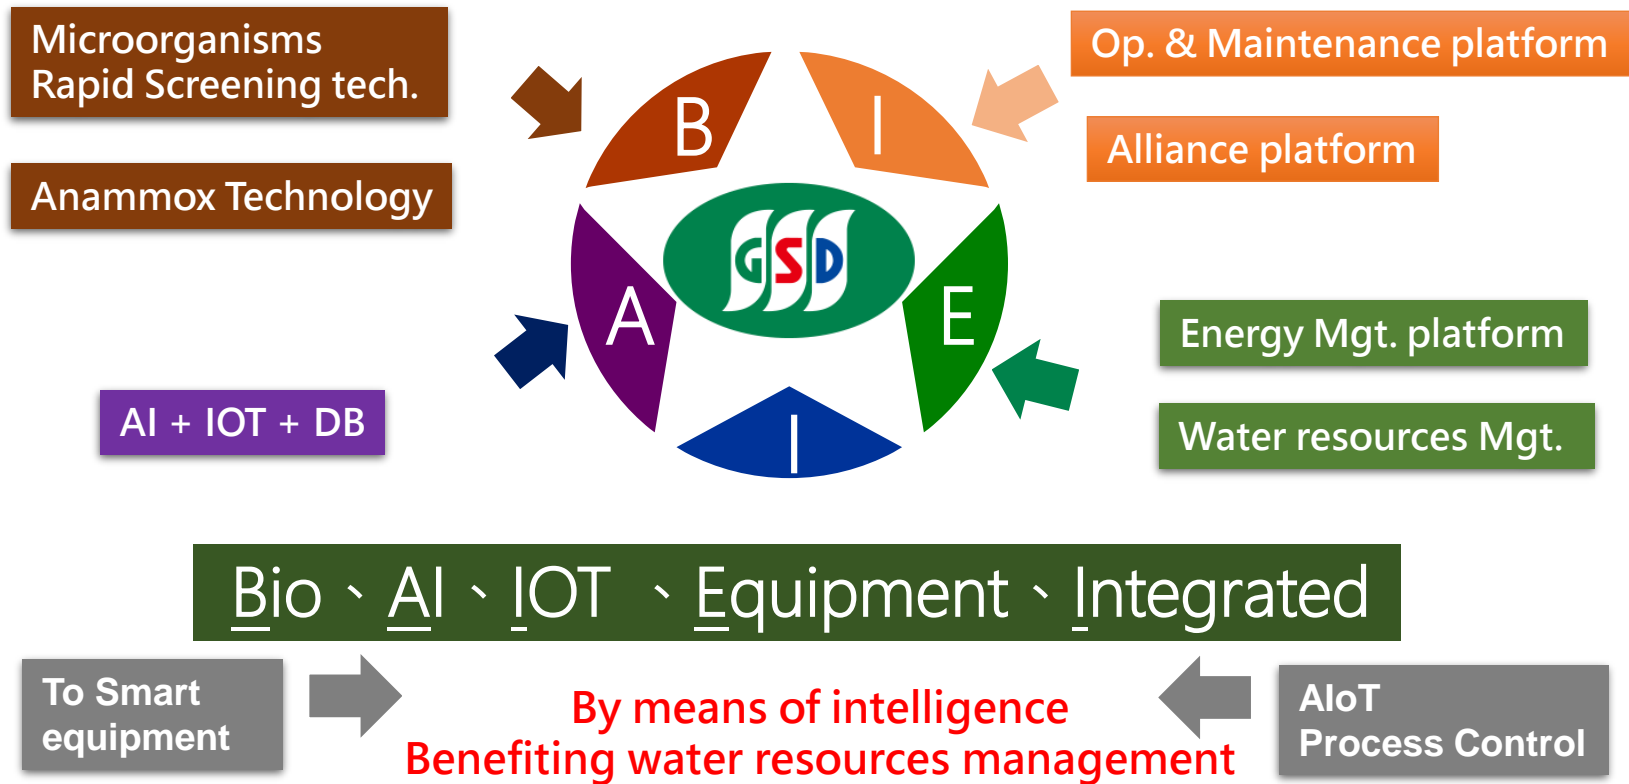 Microorganisms
Rapid Screening tech.
Anammox Technology
AI + IOT + DB
B
I
A
E
I
GSD
Op. & Maintenance platform
Alliance platform
Energy Mgt. platform
Water resources Mgt.
Bio、AI、IOT 、Equipment、Integrated
To Smart
equipment
By means of intelligence
Benefiting water resources management
AIoT
Process Control